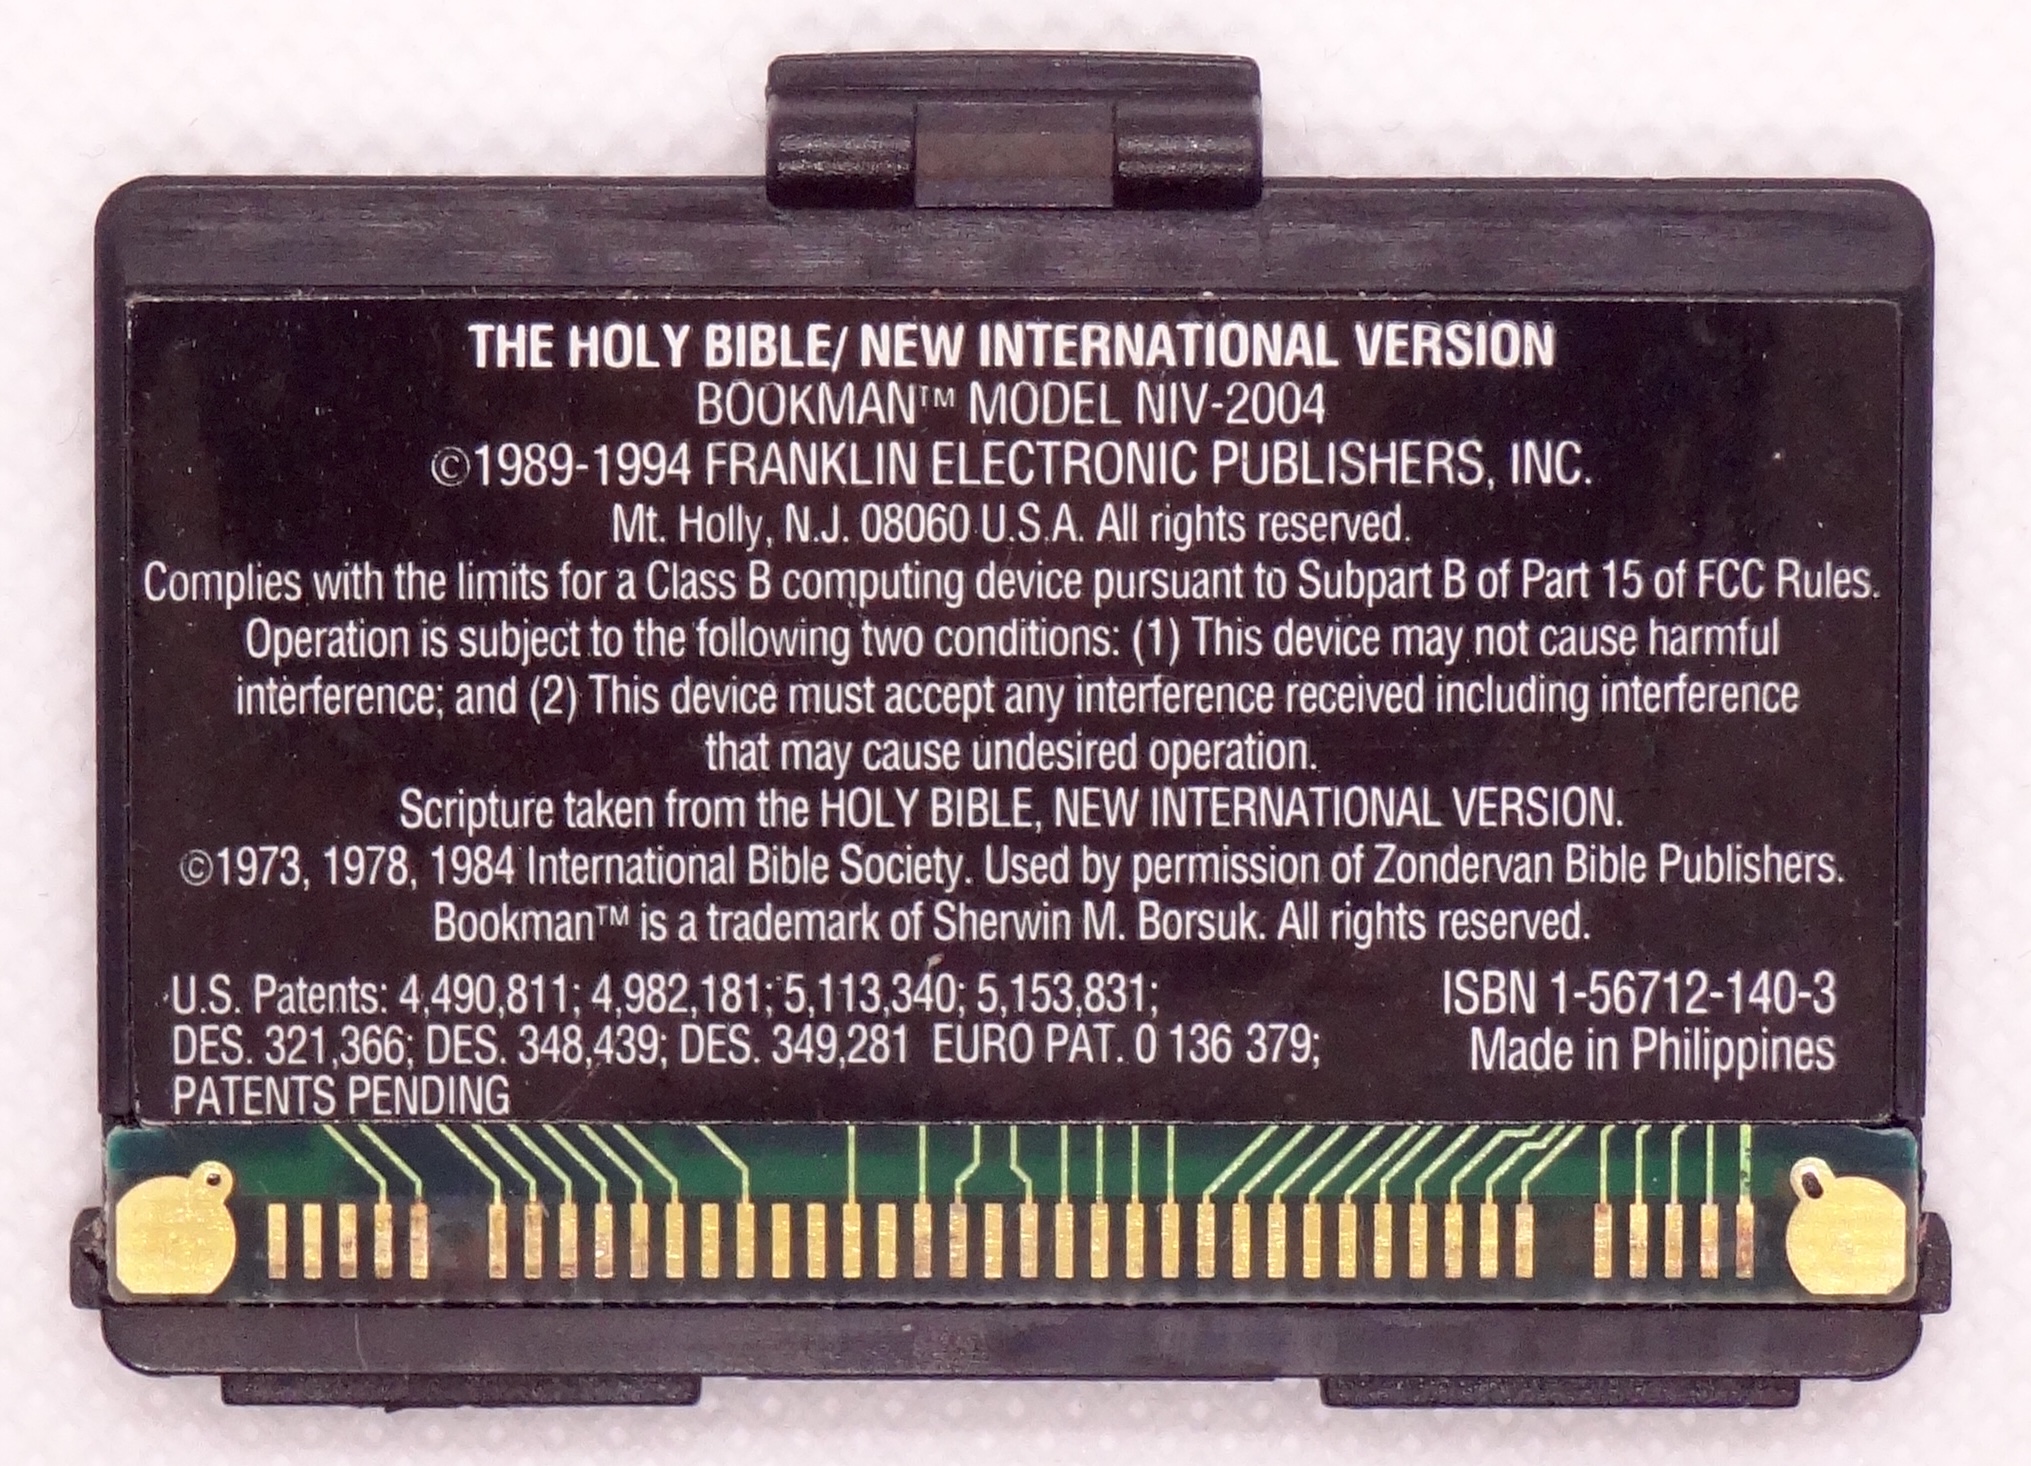 THE HOLY BIBLE/ NEW INTERNATIONAL VERSION
BOOKMAN™ MODEL NIV-2004
©1989-1994 FRANKLIN ELECTRONIC PUBLISHERS, INC.
Mt. Holly, N.J. 08060 U.S.A. All rights reserved.
Complies with the limits for a Class B computing device pursuant to Subpart B of Part 15 of FCC Rules.
Operation is subject to the following two conditions: (1) This device may not cause harmful
interference; and (2) This device must accept any interference received including interference
that may cause undesired operation.
Scripture taken from the HOLY BIBLE, NEW INTERNATIONAL VERSION.
©1973, 1978, 1984 International Bible Society. Used by permission of Zondervan Bible Publishers.
Bookman™ is a trademark of Sherwin M. Borsuk. All rights reserved.
U.S. Patents: 4,490,811; 4,982,181; 5,113,340; 5,153,831;
DES. 321,366; DES. 348,439; DES. 349,281 EURO PAT. 0 136 379;
PATENTS PENDING
ISBN 1-56712-140-3
Made in Philippines